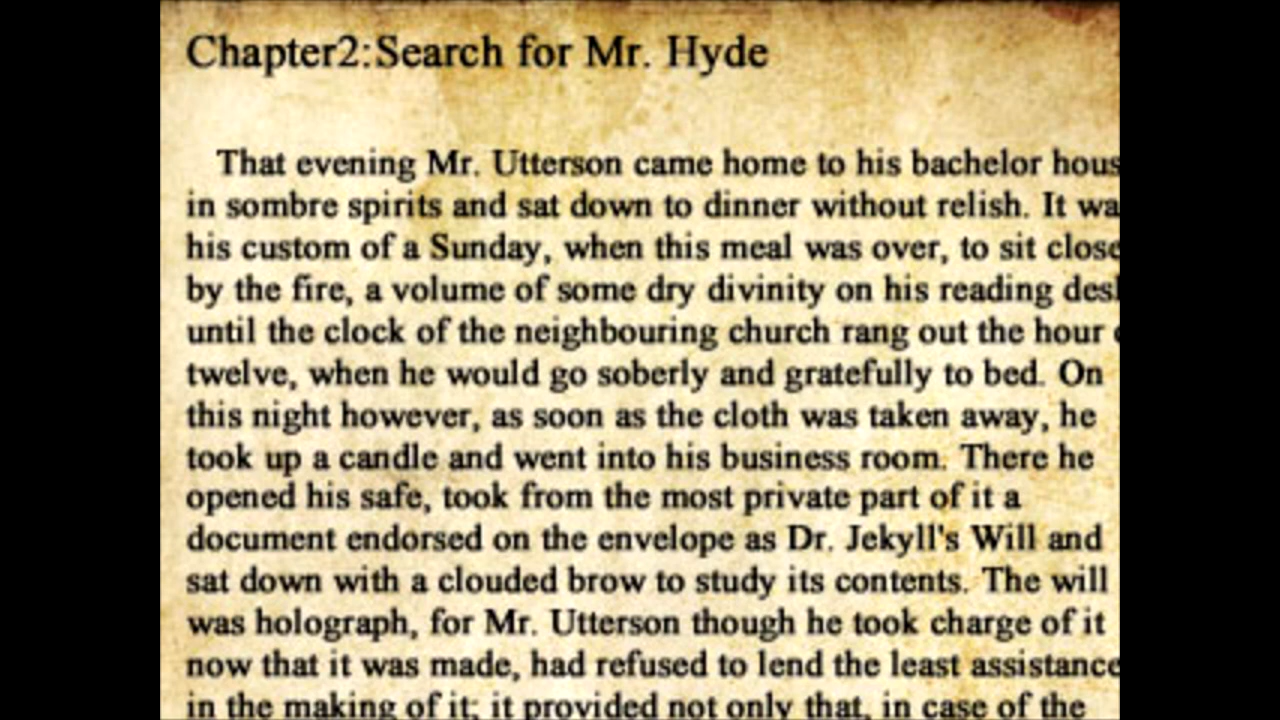 Chapter2:Search for Mr. Hyde
That evening Mr. Utterson came home to his bachelor hous
in sombre spirits and sat down to dinner without relish. It wa
his custom of a Sunday, when this meal was over, to sit close
by the fire, a volume of some dry divinity on his reading des
until the clock of the neighbouring church rang out the hour
twelve, when he would go soberly and gratefully to bed. On
this night however, as soon as the cloth was taken away, he
took up a candle and went into his business room. There he
opened his safe, took from the most private part of it a
document endorsed on the envelope as Dr. Jekyll's Will and
sat down with a clouded brow to study its contents. The will
was holograph, for Mr. Utterson though he took charge of it
now that it was made, had refused to lend the least assistance
in the making of it; it provided not only that, in case of the